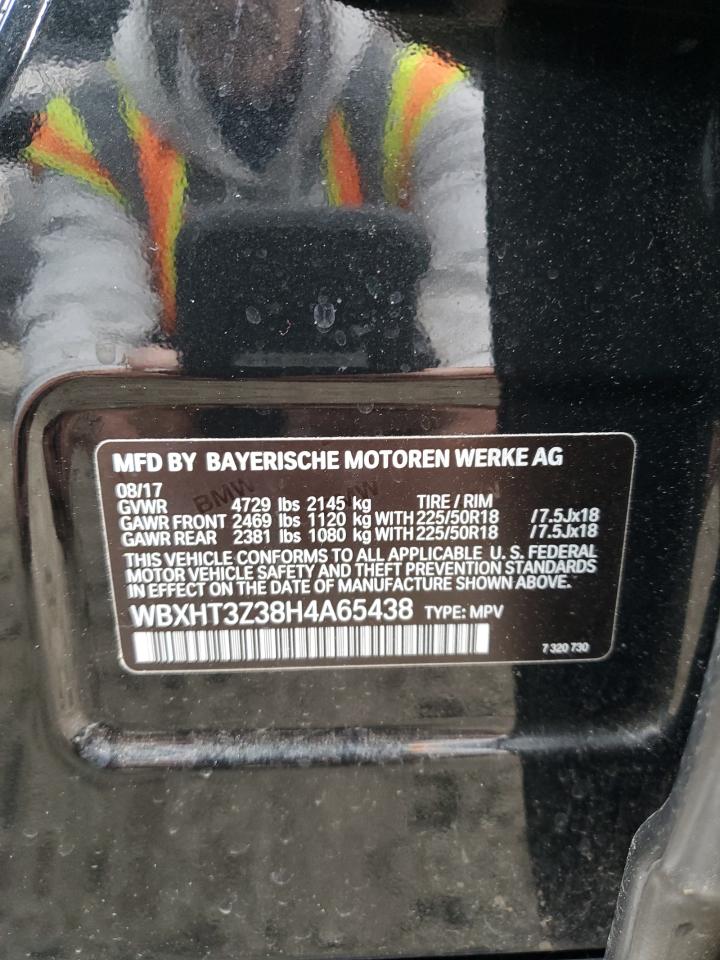 MFD BY BAYERISCHE MOTOREN WERKE AG
08/17
GVWR 4729 lbs 2145 kg TIRE / RIM
GAWR FRONT 2469 lbs 1120 kg WITH 225/50R18 /7.5Jx18
GAWR REAR 2381 lbs 1080 kg WITH 225/50R18 /7.5Jx18
THIS VEHICLE CONFORMS TO ALL APPLICABLE U. S. FEDERAL
MOTOR VEHICLE SAFETY AND THEFT PREVENTION STANDARDS
IN EFFECT ON THE DATE OF MANUFACTURE SHOWN ABOVE.
WBXHT3Z38H4A65438 TYPE: MPV
7 320 730
BMW